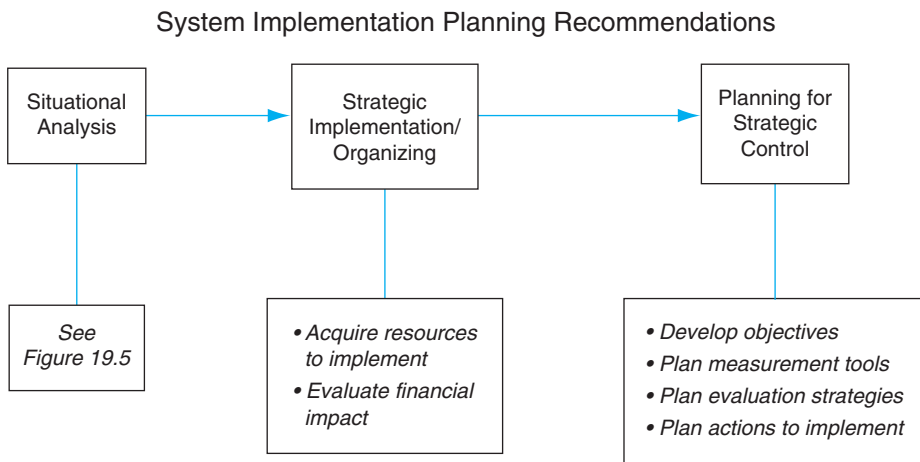 System Implementation Planning Recommendations
Situational
Analysis
Strategic
Implementation/
Organizing
Planning for
Strategic
Control
See
Figure 19.5
• Acquire resources
to implement
• Evaluate financial
impact
• Develop objectives
• Plan measurement tools
• Plan evaluation strategies
• Plan actions to implement